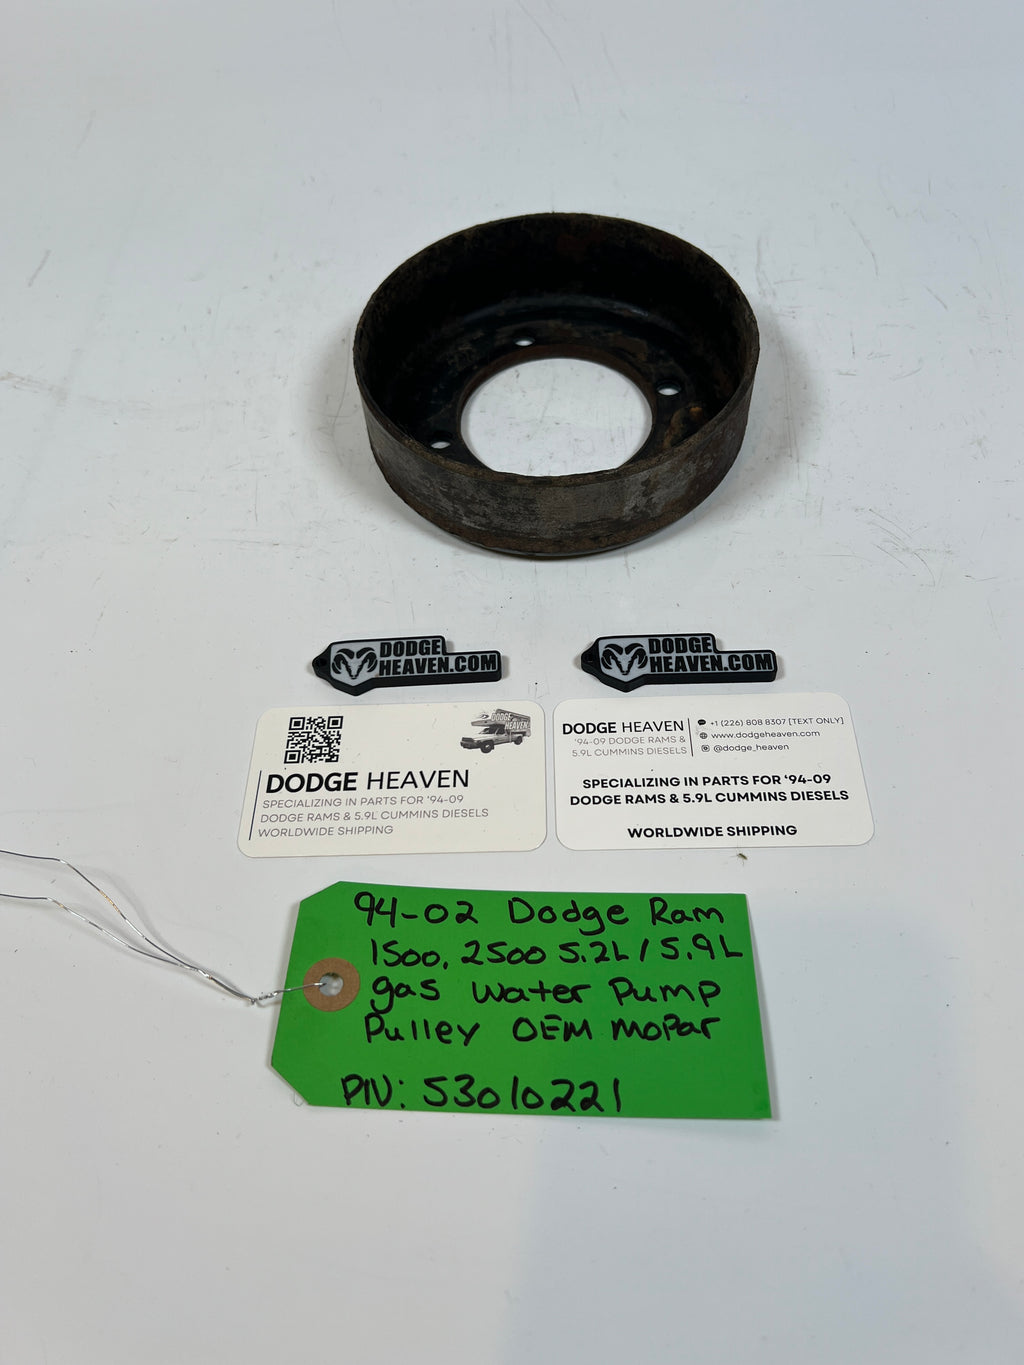 DODGE
HEAVEN.COM
DODGE
HEAVEN.COM
DODGE
HEAVEN
DODGE HEAVEN
SPECIALIZING IN PARTS FOR '94-09
DODGE RAMS & 5.9L CUMMINS DIESELS
WORLDWIDE SHIPPING
DODGE HEAVEN
'94-09 DODGE RAMS &
5.9L CUMMINS DIESELS
+1 (226) 808 8307 [TEXT ONLY]
www.dodgeheaven.com
@dodge_heaven
SPECIALIZING IN PARTS FOR '94-09
DODGE RAMS & 5.9L CUMMINS DIESELS
WORLDWIDE SHIPPING
94-02 Dodge Ram
1500, 2500 5.2L / 5.9L
gas water Pump
Pulley OEM moPar
P/N: 53010221